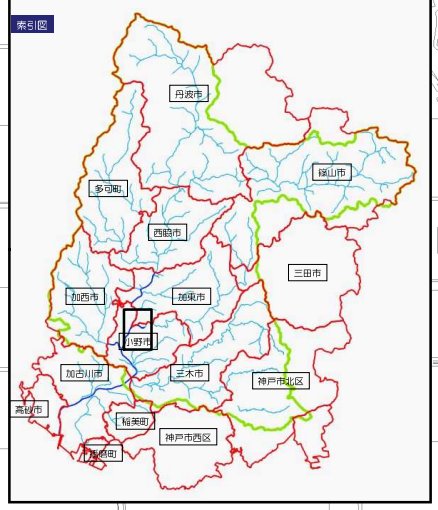 索引図
丹波市
篠山市
多可町
西脇市
三田市
加西市
加東市
小野市
加古川市
三木市
神戸市北区
高砂市
稲美町
神戸市西区
播磨町